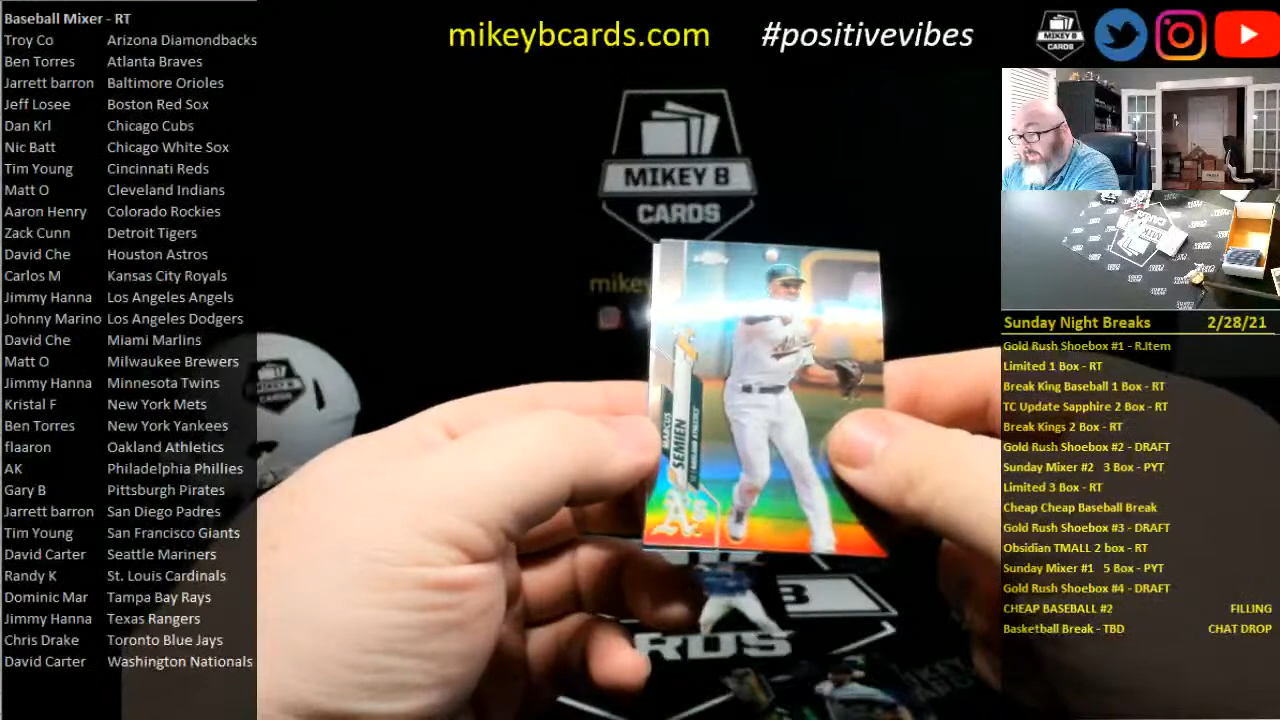 Baseball Mixer - RT
Troy Co Arizona Diamondbacks
Ben Torres Atlanta Braves
Jarrett barron Baltimore Orioles
Jeff Losee Boston Red Sox
Dan Krl Chicago Cubs
Nic Batt Chicago White Sox
Tim Young Cincinnati Reds
Matt O Cleveland Indians
Aaron Henry Colorado Rockies
Zack Cunn Detroit Tigers
David Che Houston Astros
Carlos M Kansas City Royals
Jimmy Hanna Los Angeles Angels
Johnny Marino Los Angeles Dodgers
David Che Miami Marlins
Matt O Milwaukee Brewers
Jimmy Hanna Minnesota Twins
Kristal F New York Mets
Ben Torres New York Yankees
flaaron Oakland Athletics
AK Philadelphia Phillies
Gary B Pittsburgh Pirates
Jarrett barron San Diego Padres
Tim Young San Francisco Giants
David Carter Seattle Mariners
Randy K St. Louis Cardinals
Dominic Mar Tampa Bay Rays
Jimmy Hanna Texas Rangers
Chris Drake Toronto Blue Jays
David Carter Washington Nationals
mikeybcards.com #positivevibes
MIKEY B
CARDS
MIKEY B
CARDS
mikey
MARCUS
SEMIEN
OAKLAND ATHLETICS
A's
B
RDS
Sunday Night Breaks 2/28/21
Gold Rush Shoebox #1 - R.Item
Limited 1 Box - RT
Break King Baseball 1 Box - RT
TC Update Sapphire 2 Box - RT
Break Kings 2 Box - RT
Gold Rush Shoebox #2 - DRAFT
Sunday Mixer #2 3 Box - PYT
Limited 3 Box - RT
Cheap Cheap Baseball Break
Gold Rush Shoebox #3 - DRAFT
Obsidian TMALL 2 box - RT
Sunday Mixer #1 5 Box - PYT
Gold Rush Shoebox #4 - DRAFT
CHEAP BASEBALL #2 FILLING
Basketball Break - TBD CHAT DROP